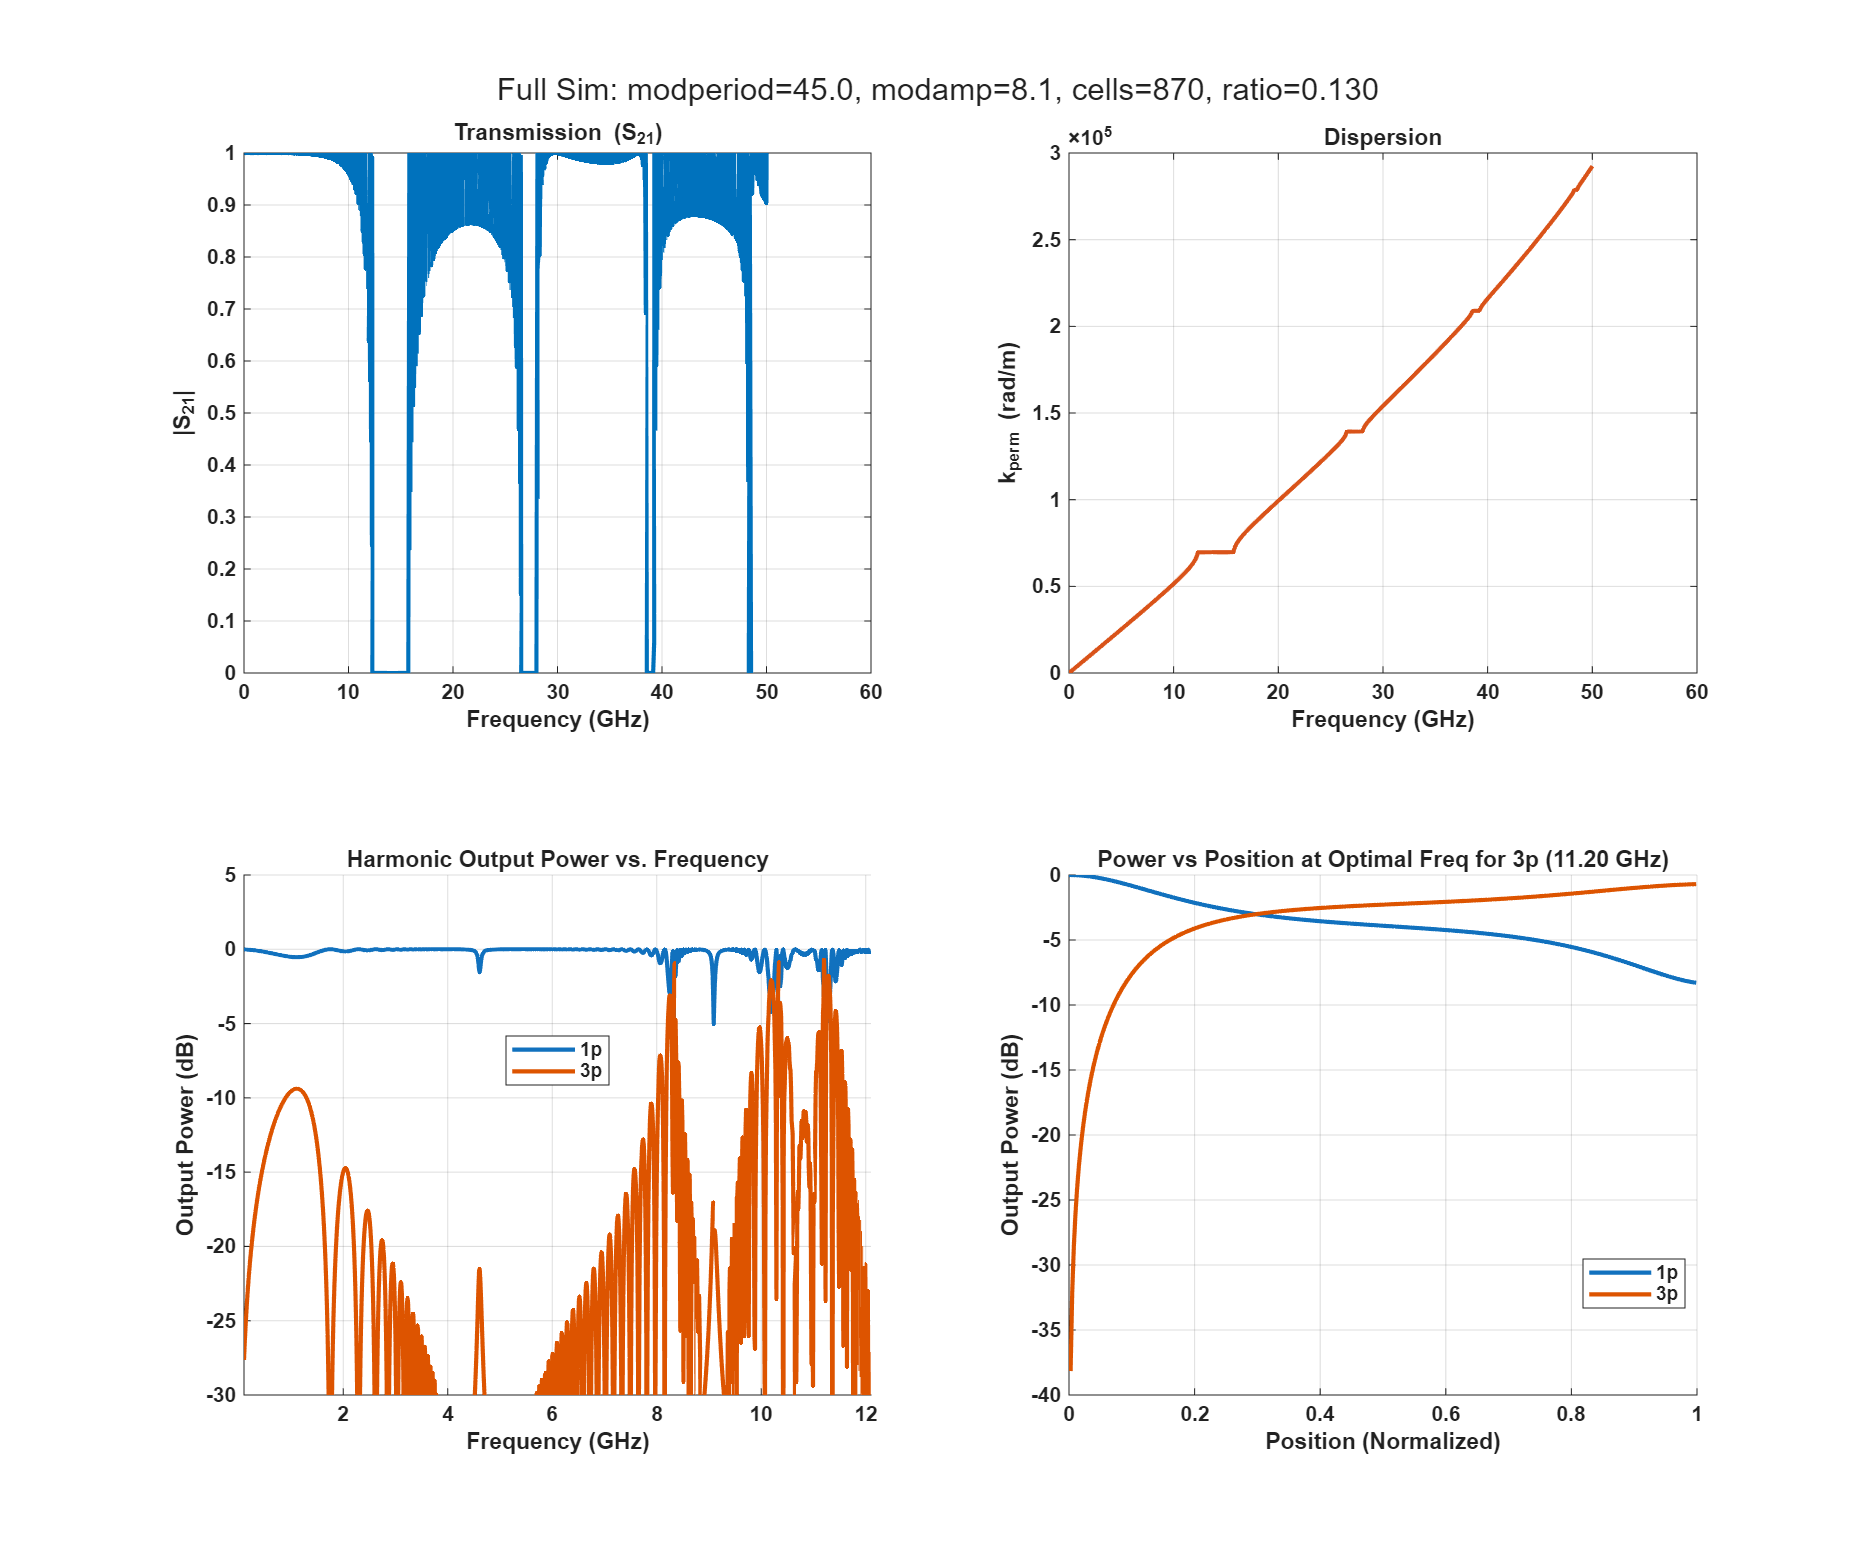 Full Sim: modperiod=45.0, modamp=8.1, cells=870, ratio=0.130
Transmission (S21)
1
0.9
0.8
0.7
0.6
0.5
0.4
0.3
0.2
0.1
0
|S21|
0 10 20 30 40 50 60
Frequency (GHz)
×10^5
Dispersion
3
2.5
2
1.5
1
0.5
0
kperm (rad/m)
0 10 20 30 40 50 60
Frequency (GHz)
Harmonic Output Power vs. Frequency
5
0
-5
-10
-15
-20
-25
-30
Output Power (dB)
1p
3p
2 4 6 8 10 12
Frequency (GHz)
Power vs Position at Optimal Freq for 3p (11.20 GHz)
0
-5
-10
-15
-20
-25
-30
-35
-40
Output Power (dB)
1p
3p
0 0.2 0.4 0.6 0.8 1
Position (Normalized)